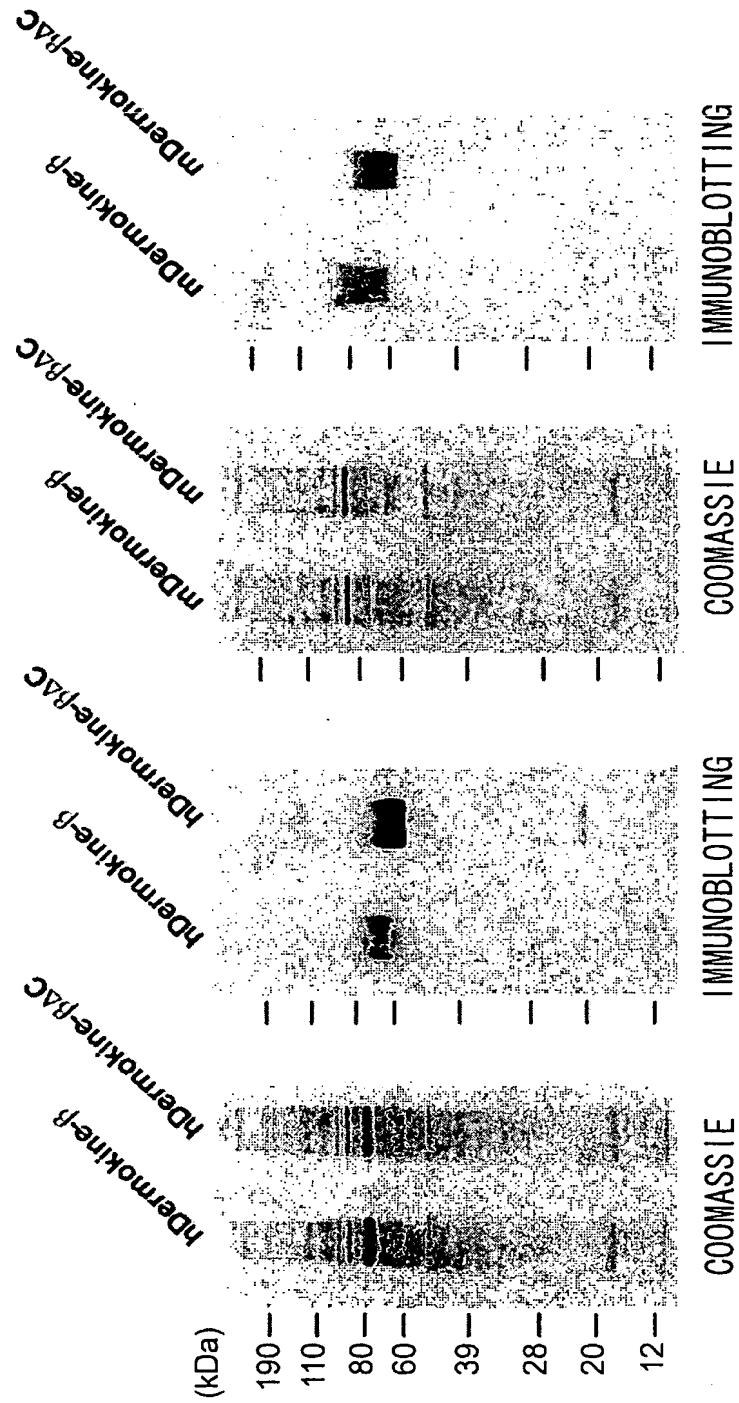 (kDa)
190
110
80
60
39
28
20
12
hDermokine-β
hDermokine-βΔC
COOMASSIE
hDermokine-β
hDermokine-βΔC
IMMUNOBLOTTING
mDermokine-β
mDermokine-βΔC
COOMASSIE
mDermokine-β
mDermokine-βΔC
IMMUNOBLOTTING